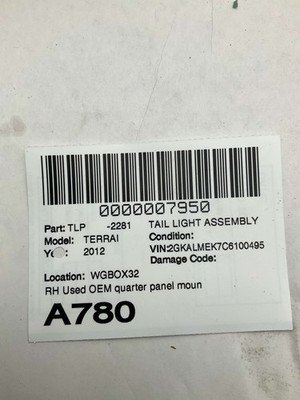 0000007950
Part: TLP -2281 TAIL LIGHT ASSEMBLY
Model: TERRAI Condition:
2012 VIN:2GKALMEK7C6100495
Damage Code:
Location: WGBOX32
RH Used OEM quarter panel moun
A780